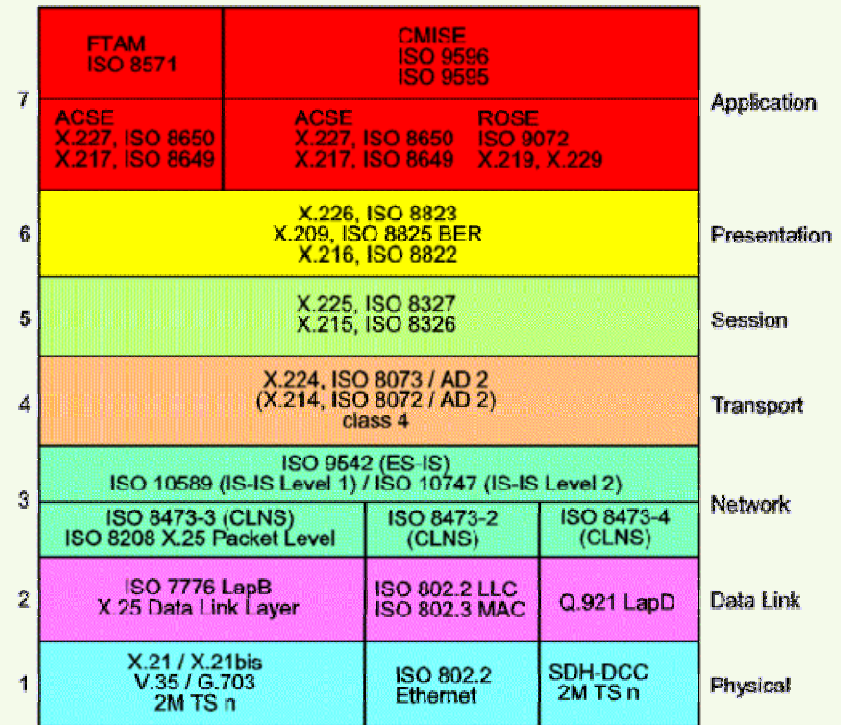 FTAM
ISO 8571
CMISE
ISO 9596
ISO 9595
7
Application
ACSE
X.227, ISO 8650
X.217, ISO 8649
ACSE
X.227, ISO 8650
X.217, ISO 8649
ROSE
ISO 9072
X.219, X.229
X.226, ISO 8823
6
X.209, ISO 8825 BER
Presentation
X.216, ISO 8822
X.225, ISO 8327
5
X.215, ISO 8326
Session
X.224, ISO 8073 / AD 2
4
(X.214, ISO 8072 / AD 2)
Transport
class 4
ISO 9542 (ES-IS)
ISO 10589 (IS-IS Level 1) / ISO 10747 (IS-IS Level 2)
3
Network
ISO 8473-3 (CLNS)
ISO 8208 X.25 Packet Level
ISO 8473-2
(CLNS)
ISO 8473-4
(CLNS)
2
ISO 7776 LapB
X.25 Data Link Layer
ISO 802.2 LLC
ISO 802.3 MAC
Q.921 LapD
Data Link
1
X.21 / X.21bis
V.35 / G.703
2M TS n
ISO 802.2
Ethernet
SDH-DCC
2M TS n
Physical